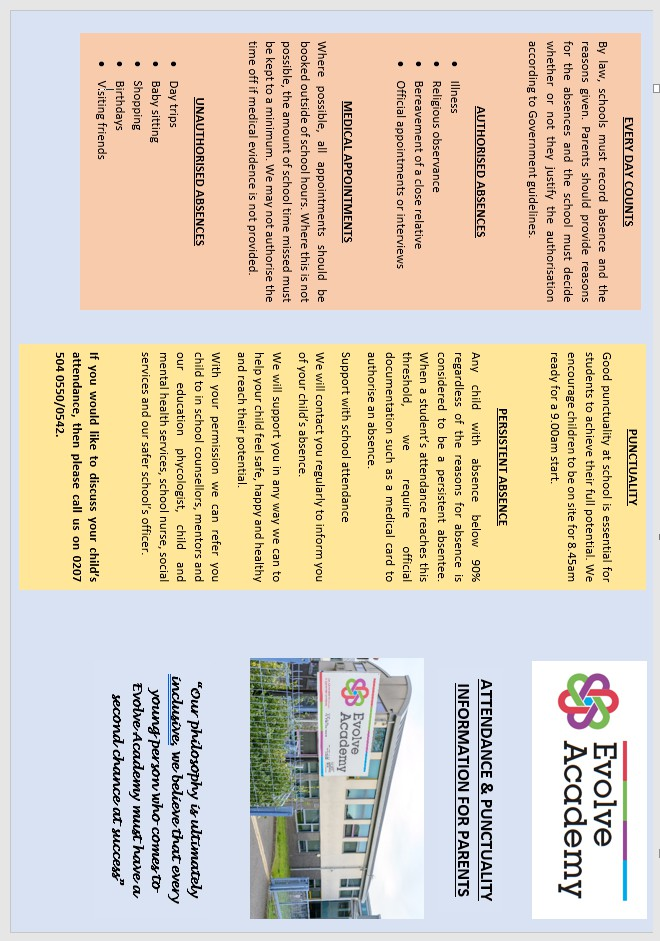 EVERY DAY COUNTS
By law, schools must record absence and the
reasons given. Parents should provide reasons
for the absences and the school must decide
whether or not they justify the authorisation
according to Government guidelines.
AUTHORISED ABSENCES
• Illness
• Religious observance
• Bereavement of a close relative
• Official appointments or interviews
MEDICAL APPOINTMENTS
Where possible, all appointments should be
booked outside of school hours. Where this is not
possible, the amount of school time missed must
be kept to a minimum. We may not authorise the
time off if medical evidence is not provided.
UNAUTHORISED ABSENCES
• Day trips
• Baby sitting
• Shopping
• Birthdays
• Visiting friends
PUNCTUALITY
Good punctuality at school is essential for
students to achieve their full potential. We
encourage children to be on site for 8.45am
ready for a 9.00am start.
PERSISTENT ABSENCE
Any child with absence below 90%
regardless of the reasons for absence is
considered to be a persistent absentee.
When a student's attendance reaches this
threshold, we require official
documentation such as a medical card to
authorise an absence.
Support with school attendance
We will contact you regularly to inform you
of your child's absence.
We will support you in any way we can to
help your child feel safe, happy and healthy
and reach their potential.
With your permission we can refer you
child to in school counsellors, mentors and
our education phycologist, child and
mental health services, school nurse, social
services and our safer school's officer.
If you would like to discuss your child's
attendance, then please call us on 0207
504 0550/0542.
Evolve
Academy
ATTENDANCE & PUNCTUALITY
INFORMATION FOR PARENTS
Evolve
Academy
"Our philosophy is ultimately
inclusive, we believe that every
young person who comes to
Evolve Academy must have a
second chance at success"